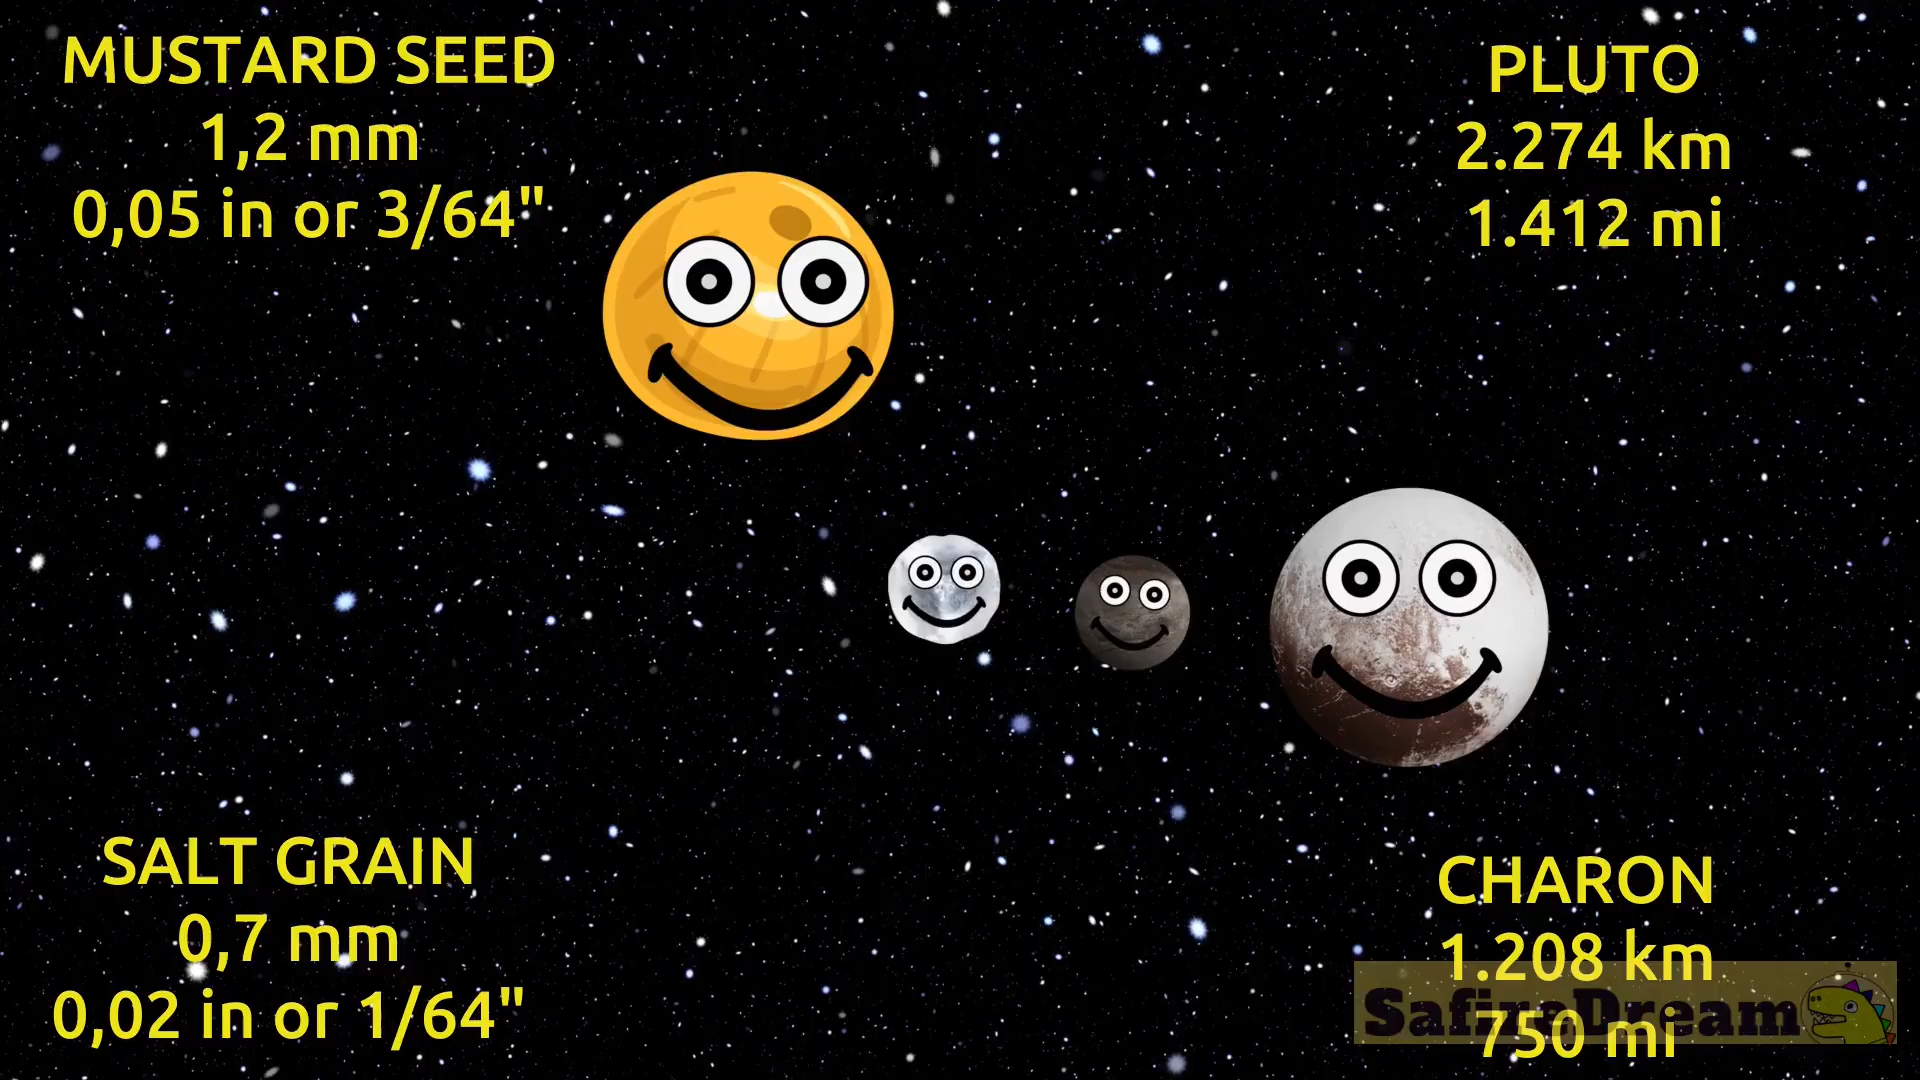 MUSTARD SEED
1,2 mm
0,05 in or 3/64"
PLUTO
2.274 km
1.412 mi
SALT GRAIN
0,7 mm
0,02 in or 1/64"
CHARON
1.208 km
750 mi
SafireDream